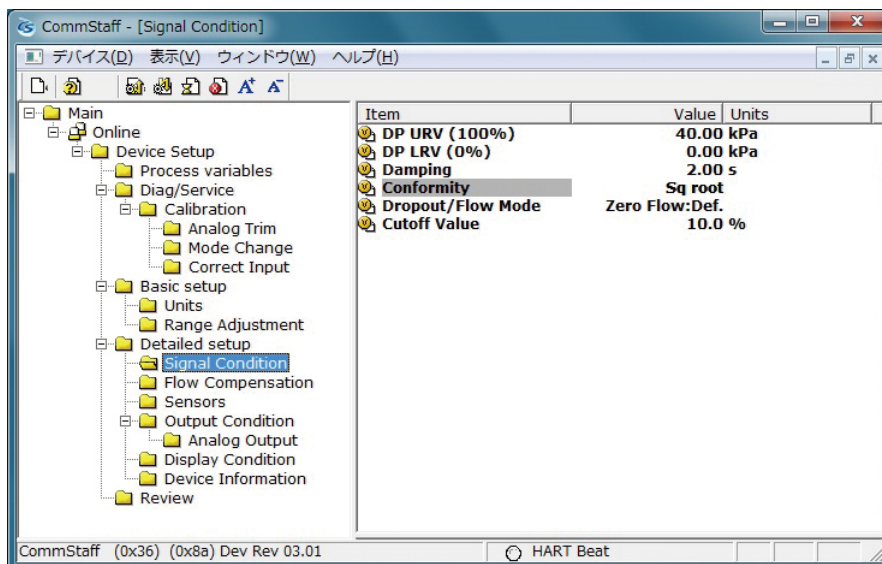 CommStaff - [Signal Condition]
デバイス(D) 表示(V) ウィンドウ(W) ヘルプ(H)
A+ A-
Main
Online
Device Setup
Process variables
Diag/Service
Calibration
Analog Trim
Mode Change
Correct Input
Basic setup
Units
Range Adjustment
Detailed setup
Signal Condition
Flow Compensation
Sensors
Output Condition
Analog Output
Display Condition
Device Information
Review
Item Value Units
DP URV (100%) 40.00 kPa
DP LRV (0%) 0.00 kPa
Damping 2.00 s
Conformity Sq root
Dropout/Flow Mode Zero Flow:Def.
Cutoff Value 10.0 %
CommStaff (0x36) (0x8a) Dev Rev 03.01 HART Beat